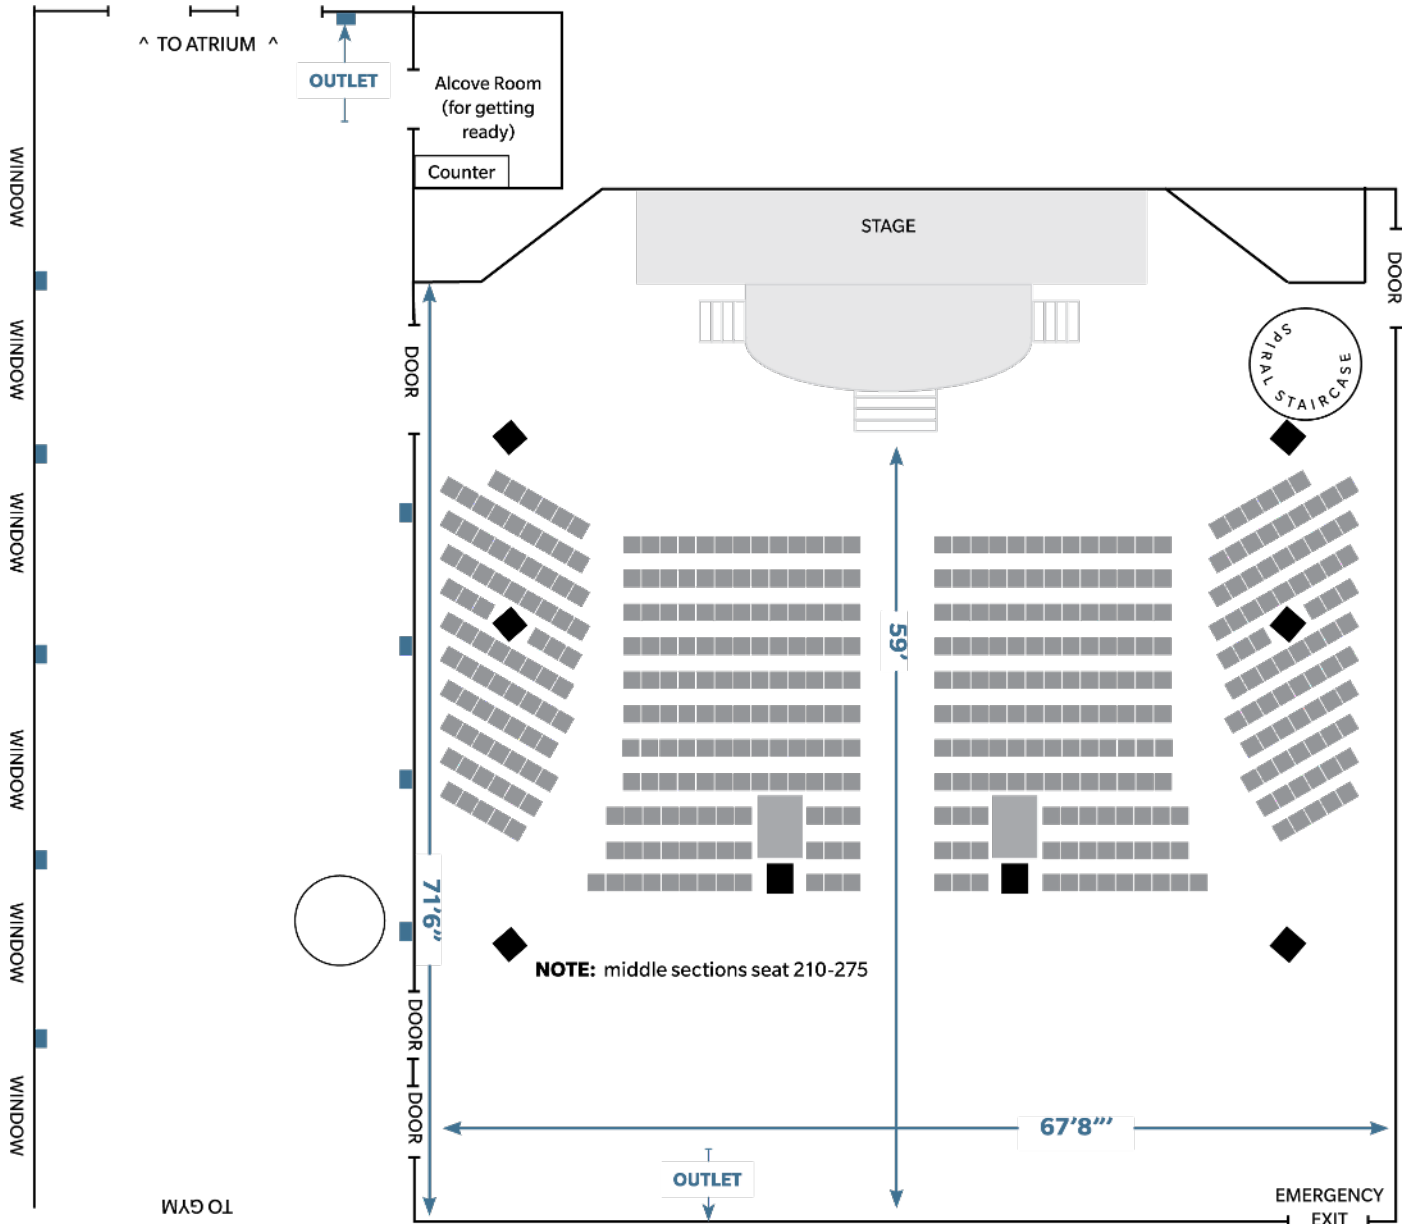 ^ TO ATRIUM ^
OUTLET
Alcove Room
(for getting
ready)
Counter
STAGE
WINDOW
WINDOW
WINDOW
WINDOW
WINDOW
WINDOW
DOOR
DOOR
SPIRAL STAIRCASE
59'
71'6"
NOTE: middle sections seat 210-275
DOOR
DOOR
67'8"'
OUTLET
TO GYM
EMERGENCY
EXIT